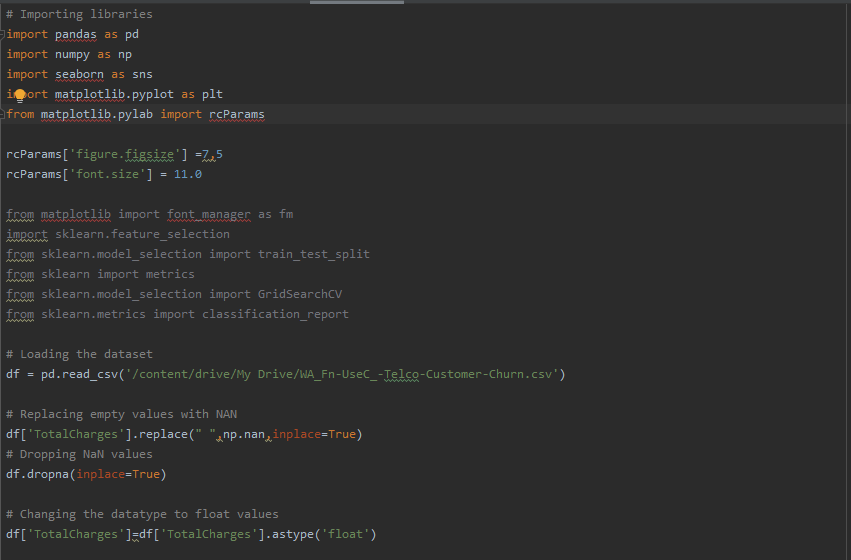 # Importing libraries
import pandas as pd
import numpy as np
import seaborn as sns
import matplotlib.pyplot as plt
from matplotlib.pylab import rcParams
rcParams['figure.figsize'] =7,5
rcParams['font.size'] = 11.0
from matplotlib import font_manager as fm
import sklearn.feature_selection
from sklearn.model_selection import train_test_split
from sklearn import metrics
from sklearn.model_selection import GridSearchCV
from sklearn.metrics import classification_report
# Loading the dataset
df = pd.read_csv('/content/drive/My Drive/WA_Fn-UseC_-Telco-Customer-Churn.csv')
# Replacing empty values with NAN
df['TotalCharges'].replace(" ",np.nan,inplace=True)
# Dropping NaN values
df.dropna(inplace=True)
# Changing the datatype to float values
df['TotalCharges']=df['TotalCharges'].astype('float')